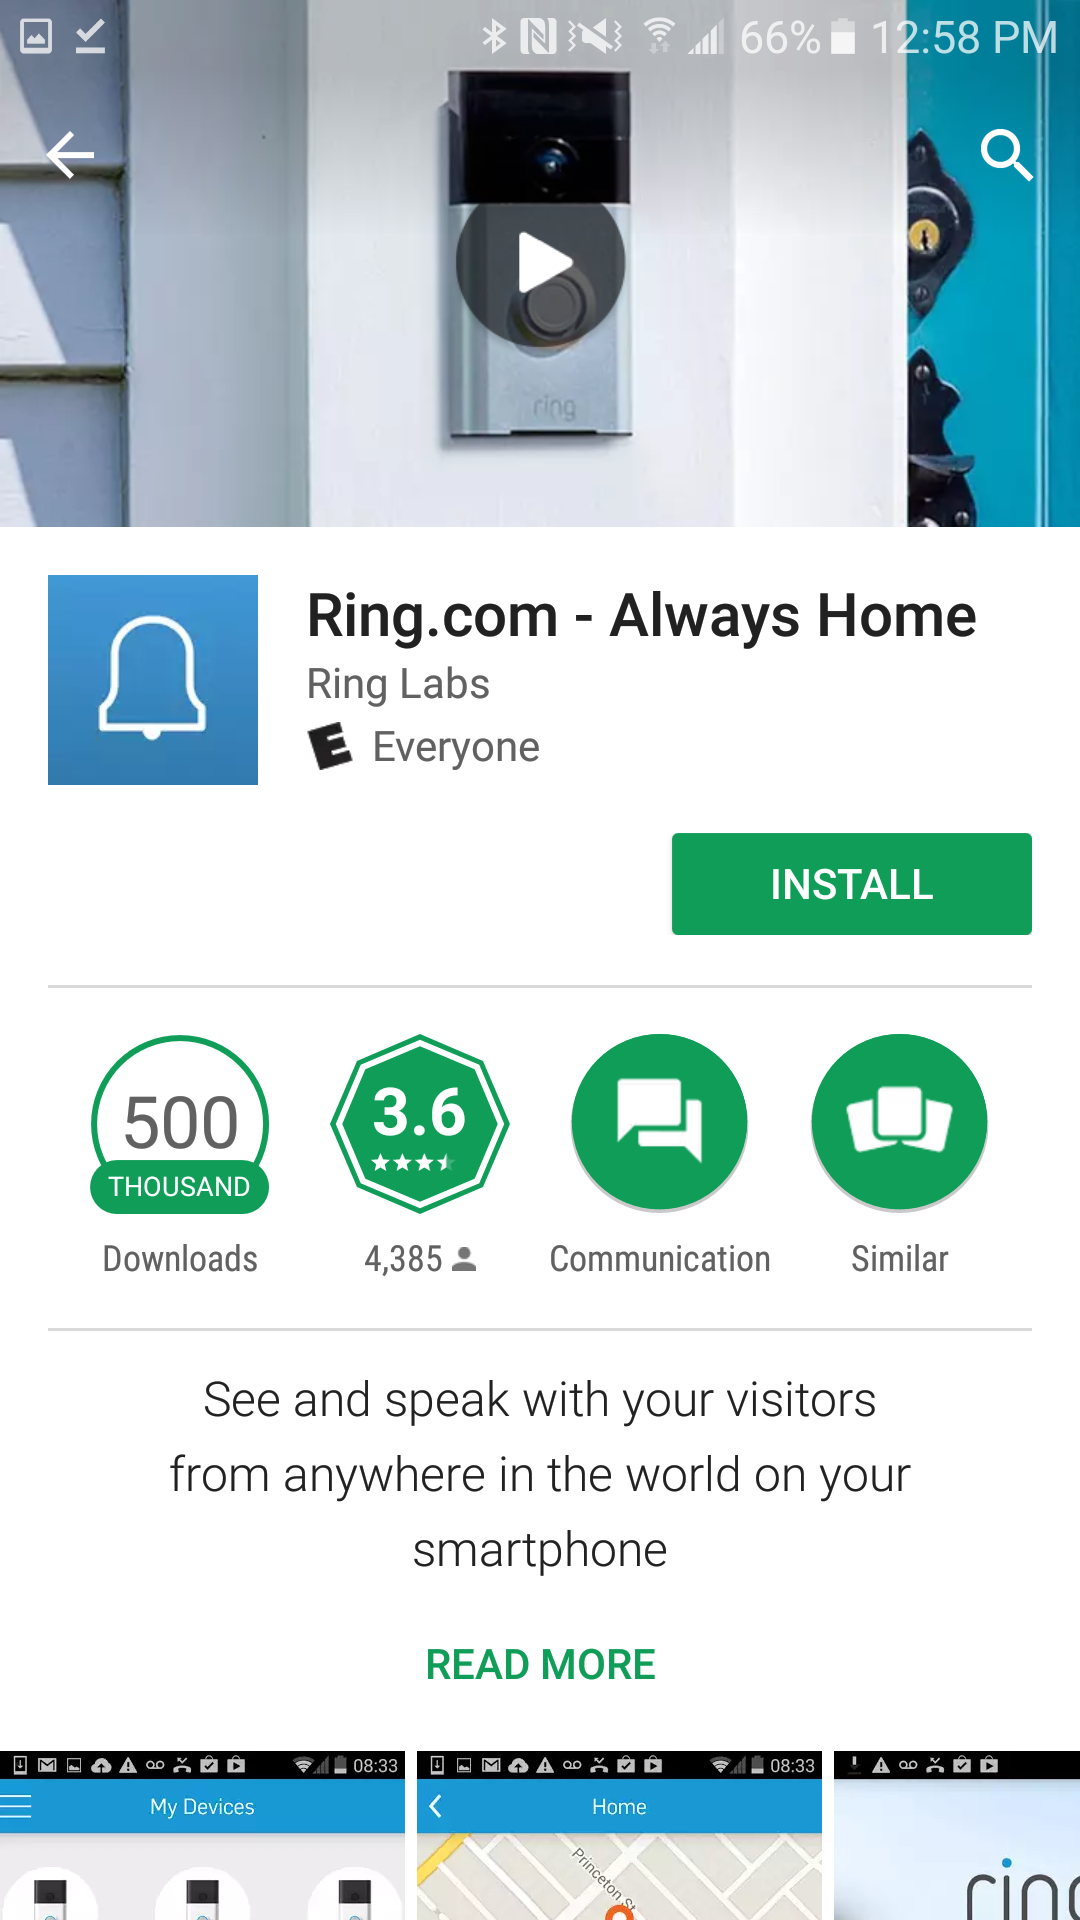 66% 12:58 PM
ring
Ring.com - Always Home
Ring Labs
E Everyone
INSTALL
500
THOUSAND
Downloads
3.6
4,385
Communication
Similar
See and speak with your visitors
from anywhere in the world on your
smartphone
READ MORE
08:33
My Devices
08:33
Home
Princeton St
ring